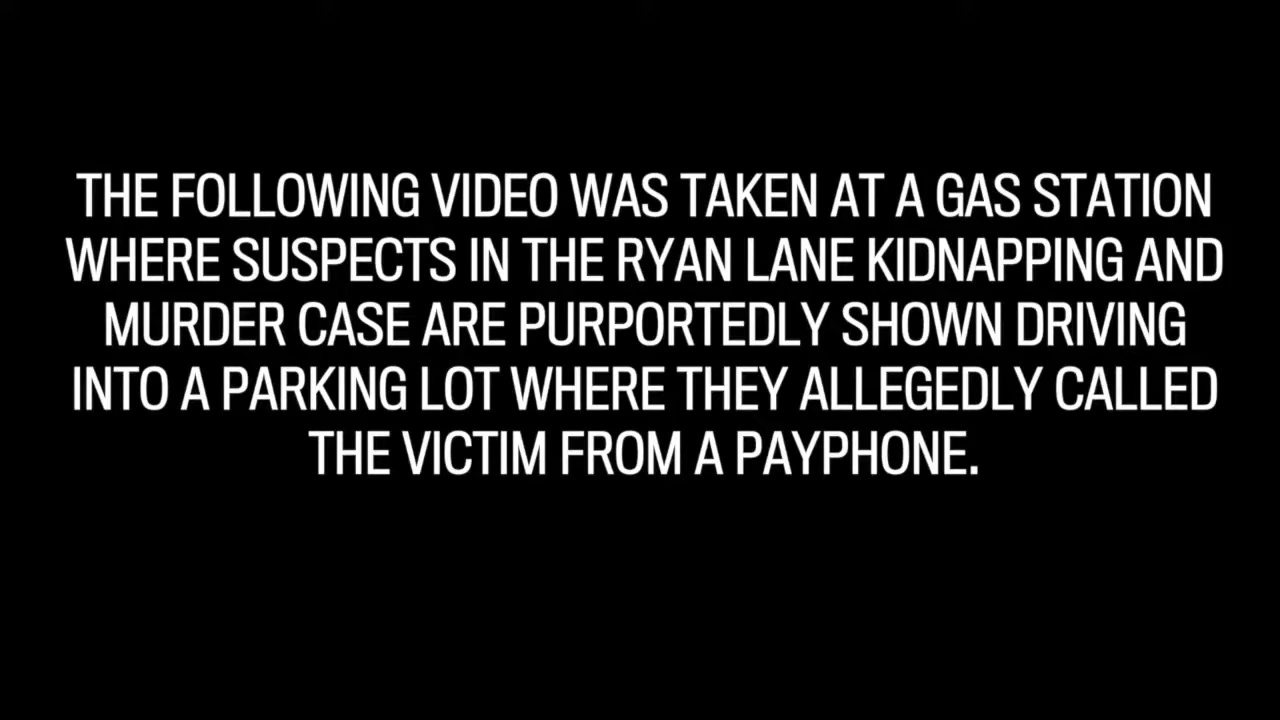 THE FOLLOWING VIDEO WAS TAKEN AT A GAS STATION
WHERE SUSPECTS IN THE RYAN LANE KIDNAPPING AND
MURDER CASE ARE PURPORTEDLY SHOWN DRIVING
INTO A PARKING LOT WHERE THEY ALLEGEDLY CALLED
THE VICTIM FROM A PAYPHONE.